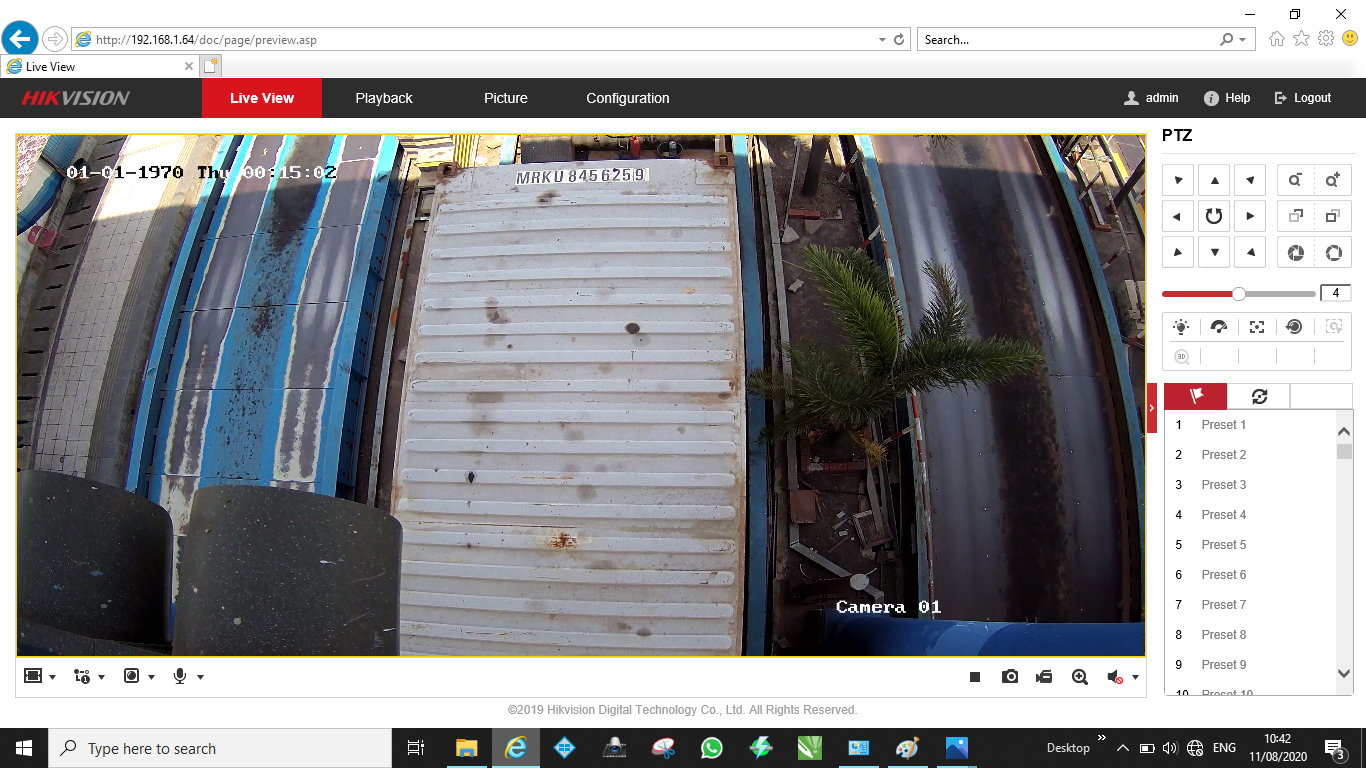 http://192.168.1.64/doc/page/preview.asp
Search...
Live View
HIKVISION
Live View
Playback
Picture
Configuration
admin
Help
Logout
01-01-1970 Thu 00:15:02
MRKU 845 625 9
Camera 01
PTZ
4
3D
1 Preset 1
2 Preset 2
3 Preset 3
4 Preset 4
5 Preset 5
6 Preset 6
7 Preset 7
8 Preset 8
9 Preset 9
10 Preset 10
©2019 Hikvision Digital Technology Co., Ltd. All Rights Reserved.
Type here to search
Desktop
ENG
10:42
11/08/2020
3